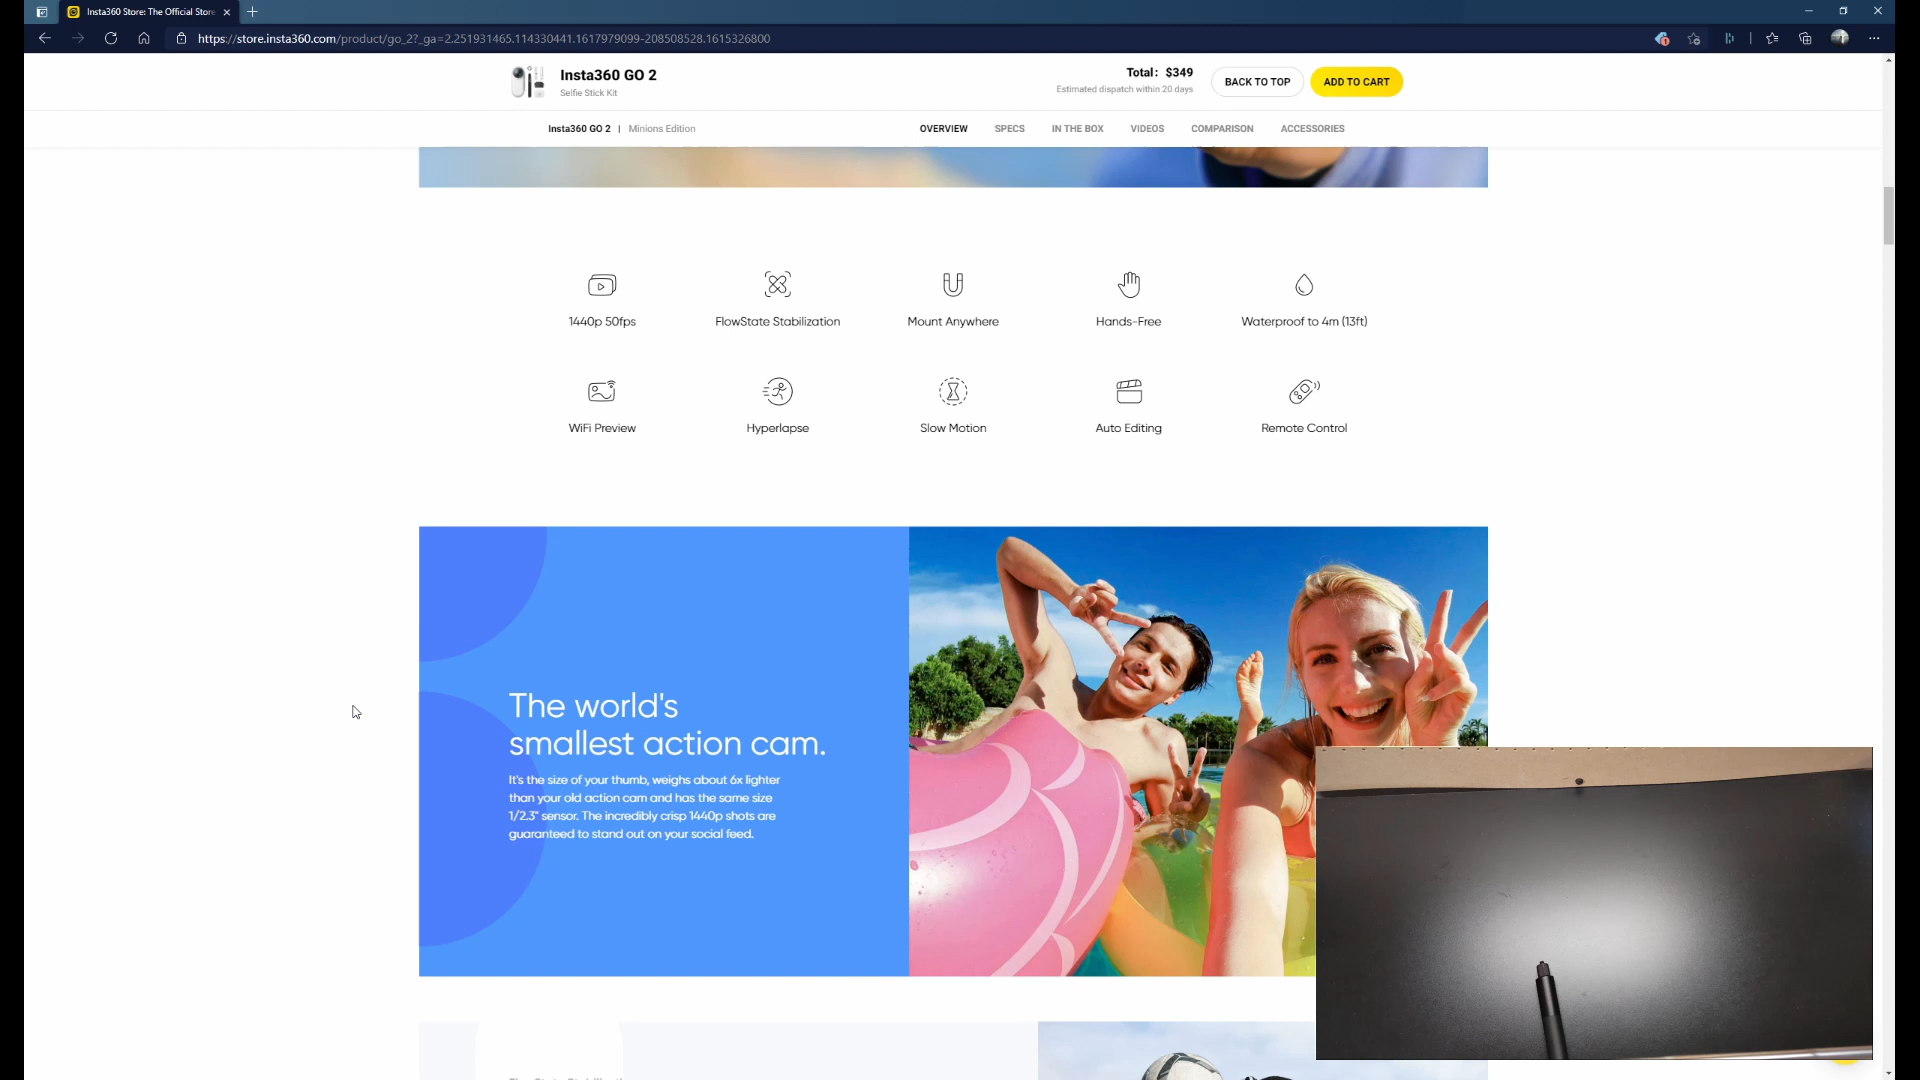 Insta360 Store: The Official Store
https://store.insta360.com/product/go_2?_ga=2.251931465.114330441.1617979099-208508528.1615326800
Insta360 GO 2
Selfie Stick Kit
Total: $349
Estimated dispatch within 20 days
BACK TO TOP
ADD TO CART
Insta360 GO 2 | Minions Edition
OVERVIEW SPECS IN THE BOX VIDEOS COMPARISON ACCESSORIES
1440p 50fps
FlowState Stabilization
Mount Anywhere
Hands-Free
Waterproof to 4m (13ft)
WiFi Preview
Hyperlapse
Slow Motion
Auto Editing
Remote Control
The world's
smallest action cam.
It's the size of your thumb, weighs about 6x lighter
than your old action cam and has the same size
1/2.3" sensor. The incredibly crisp 1440p shots are
guaranteed to stand out on your social feed.